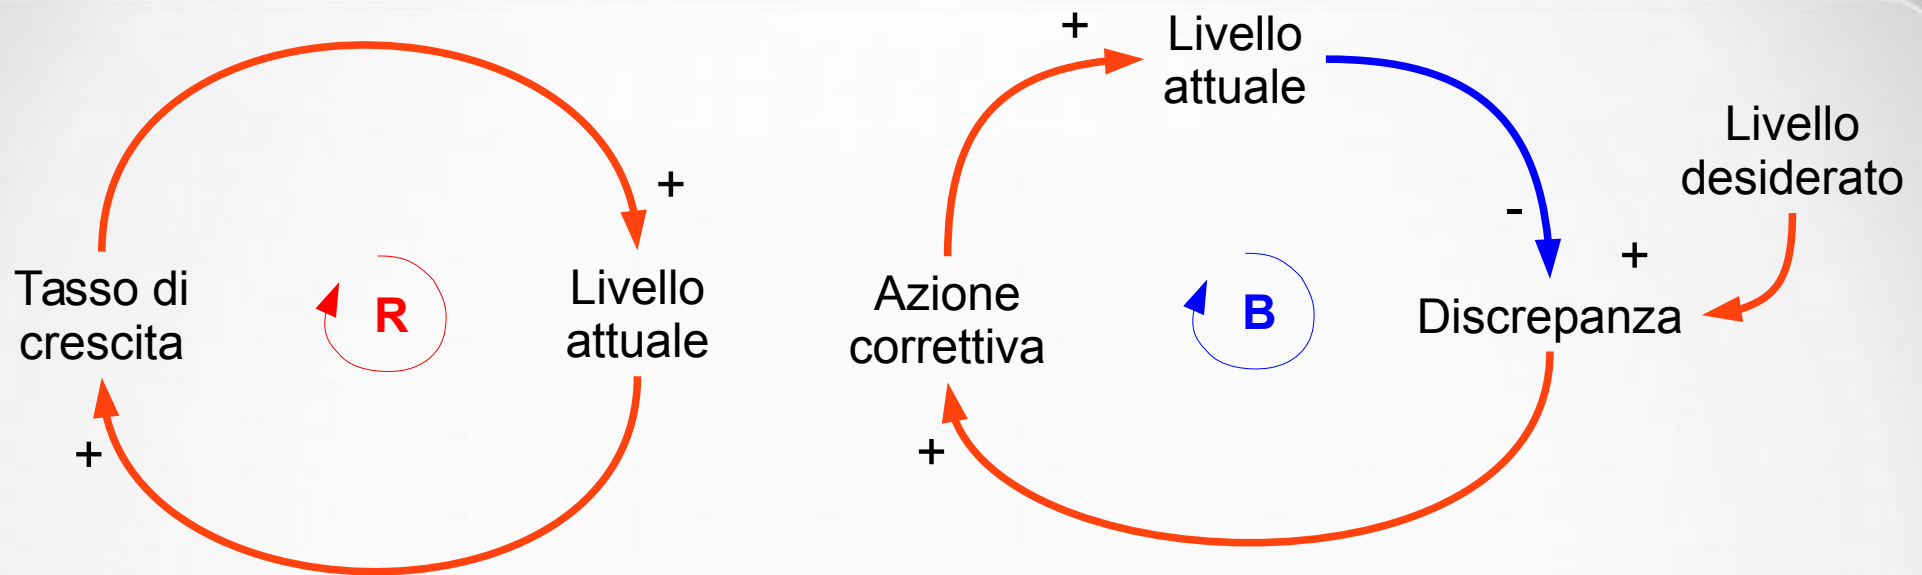 +
Tasso di
crescita
R
Livello
attuale
+
+
Livello
attuale
-
Livello
desiderato
+
Azione
correttiva
B
Discrepanza
+